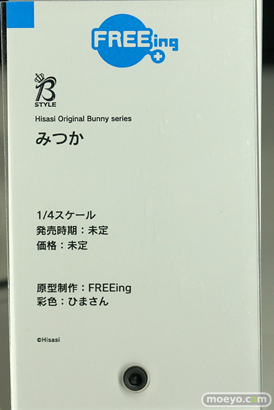 FREEing
B
STYLE
Hisasi Original Bunny series
みつか
1/4スケール
発売時期：未定
価格：未定
原型制作：FREEing
彩色：ひまさん
©Hisasi
moeyo.com